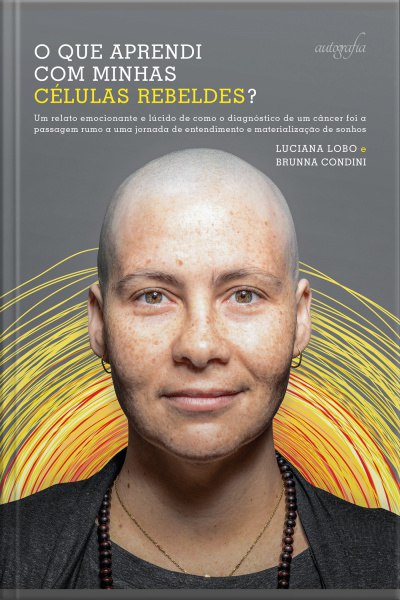 autografia
O QUE APRENDI
COM MINHAS
CÉLULAS REBELDES?
Um relato emocionante e lúcido de como o diagnóstico de um câncer foi a
passagem rumo a uma jornada de entendimento e materialização de sonhos
LUCIANA LOBO e
BRUNNA CONDINI